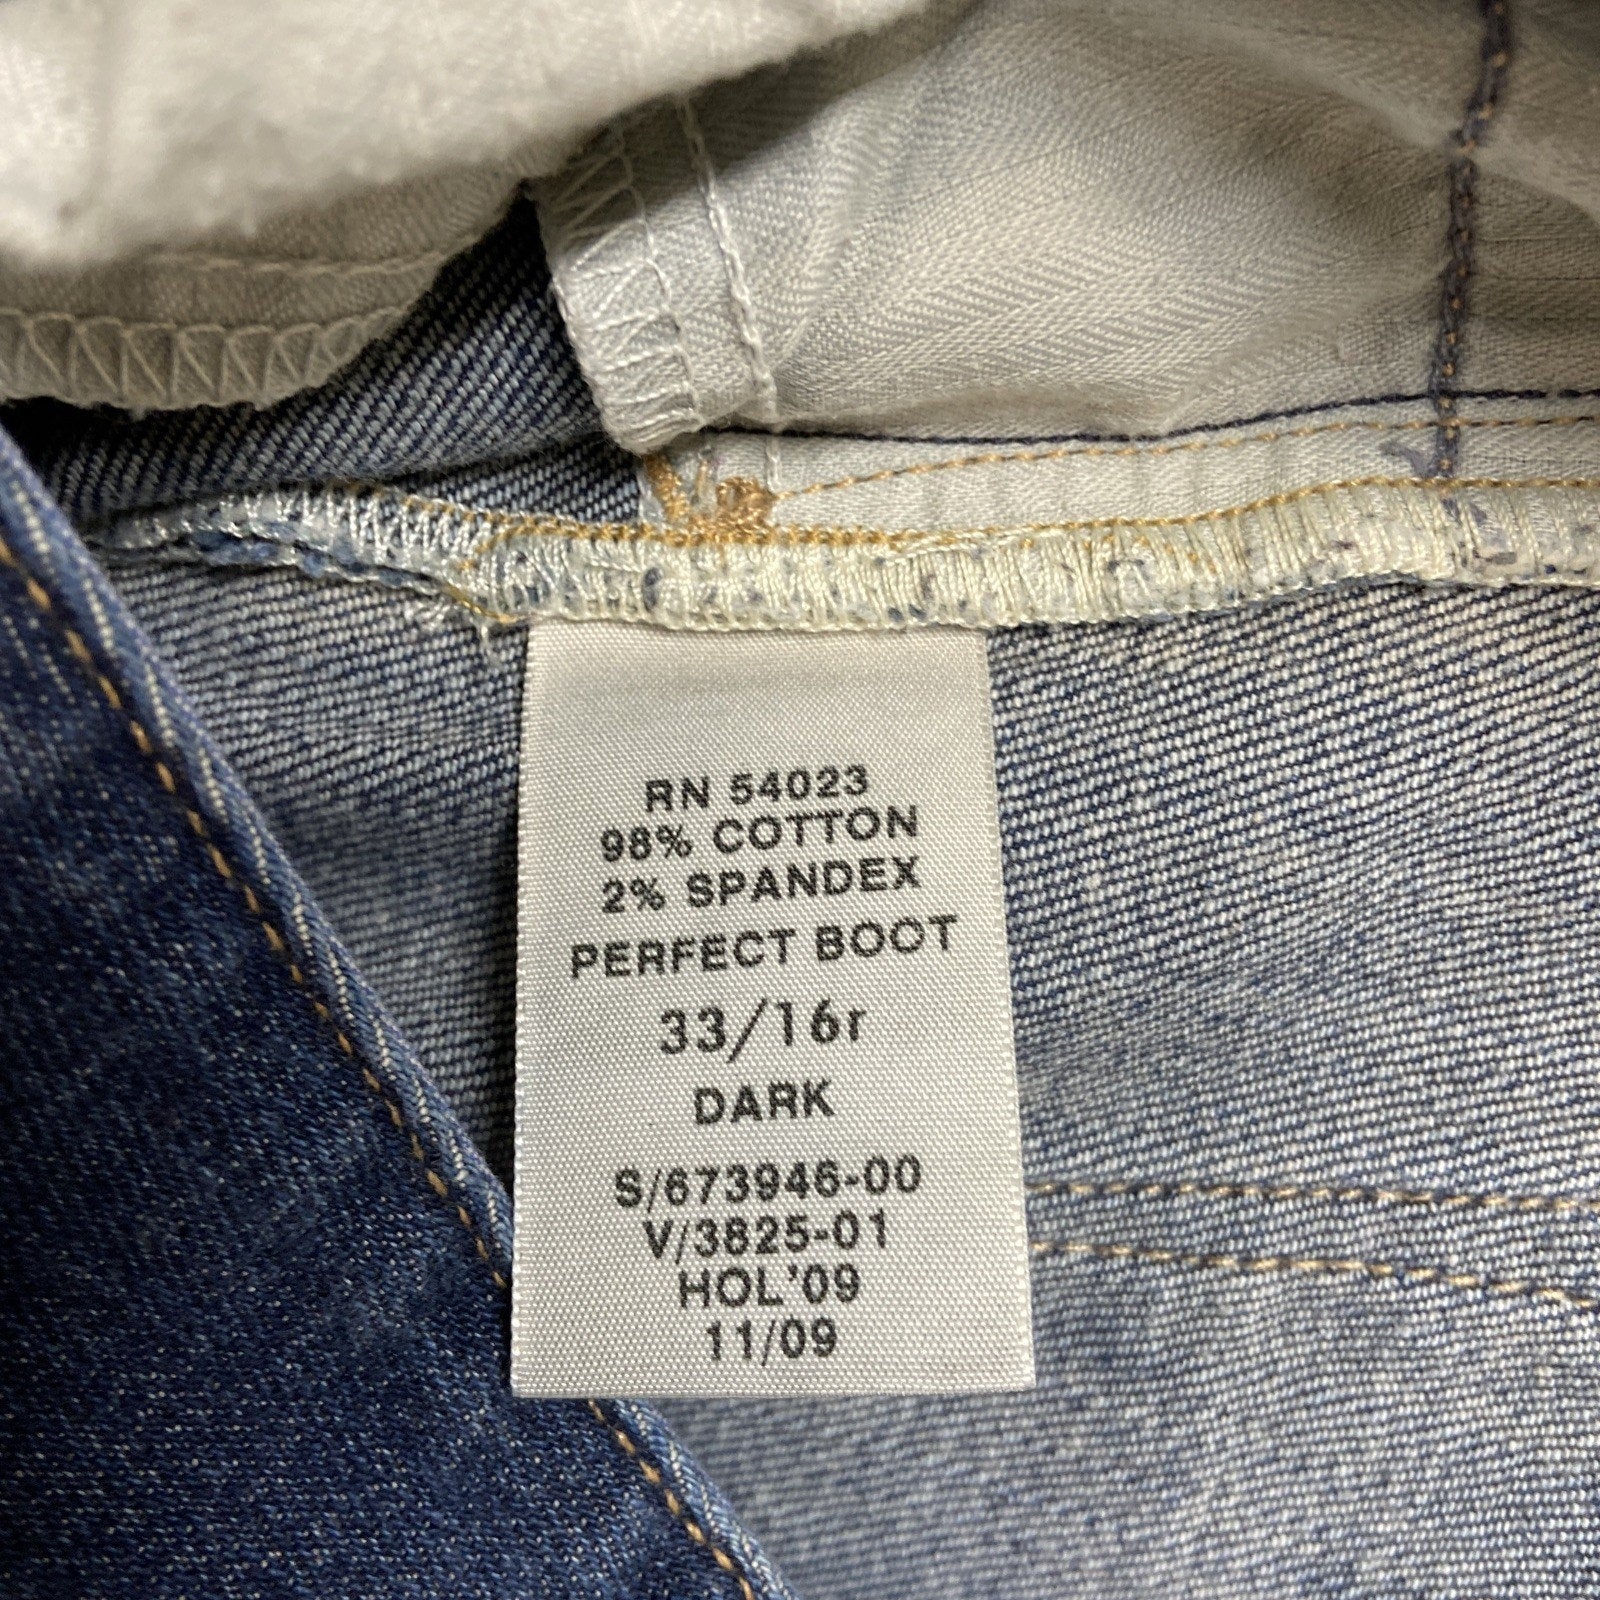 RN 54023
98% COTTON
2% SPANDEX
PERFECT BOOT
33/16r
DARK
S/673946-00
V/3825-01
HOL'09
11/09